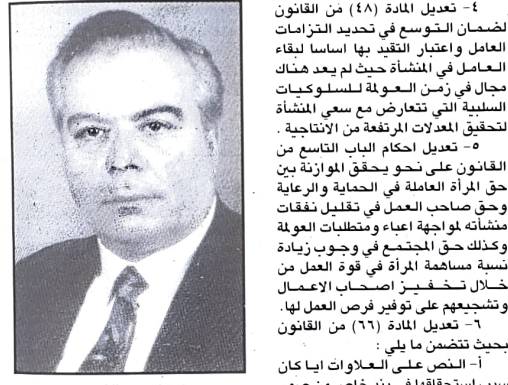 ٤- تعديل المادة (٤٨) من القانون
لضمان التوسع في تحديد التزامات
العامل واعتبار التقيد بها اساسا لبقاء
العامل في المنشأة حيث لم يعد هناك
مجال في زمن العولمة للسلوكيات
السلبية التي تتعارض مع سعي المنشأة
لتحقيق المعدلات المرتفعة من الانتاجية .
٥- تعديل احكام الباب التاسع من
القانون على نحو يحقق الموازنة بين
حق المرأة العاملة في الحماية والرعاية
وحق صاحب العمل في تقليل نفقات
منشأته لمواجهة اعباء ومتطلبات العولمة
وكذلك حق المجتمع في وجوب زيادة
نسبة مساهمة المرأة في قوة العمل من
خلال تخفيز اصحاب الاعمال
وتشجيعهم على توفير فرص العمل لها.
٦- تعديل المادة (٦٦) من القانون
بحيث تتضمن ما يلي :
أ- النص على العلاوات ايا كان